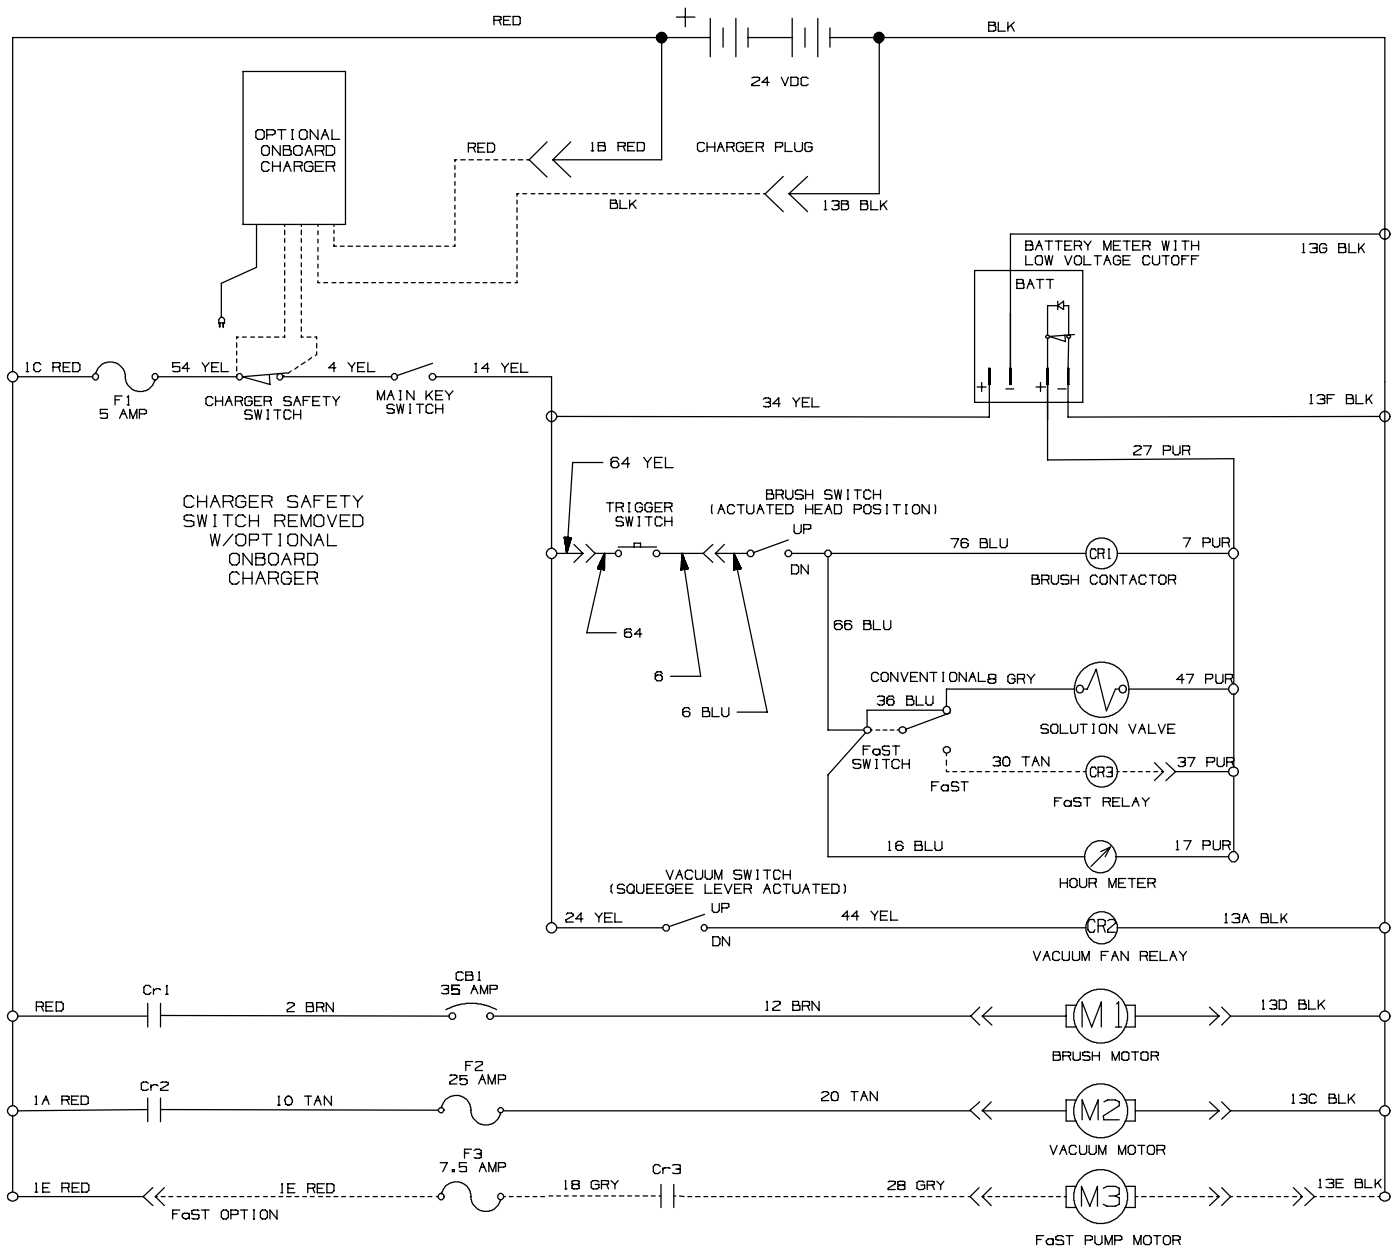 RED
+
BLK
24 VDC
OPTIONAL
ONBOARD
CHARGER
RED
1B RED
CHARGER PLUG
BLK
13B BLK
BATTERY METER WITH
LOW VOLTAGE CUTOFF
13G BLK
BATT
+ - + -
1C RED
54 YEL
4 YEL
14 YEL
F1
5 AMP
CHARGER SAFETY
SWITCH
MAIN KEY
SWITCH
34 YEL
13F BLK
27 PUR
64 YEL
CHARGER SAFETY
SWITCH REMOVED
W/OPTIONAL
ONBOARD
CHARGER
TRIGGER
SWITCH
BRUSH SWITCH
(ACTUATED HEAD POSITION)
UP
DN
76 BLU
CR1
7 PUR
BRUSH CONTACTOR
64
66 BLU
6
6 BLU
CONVENTIONAL
8 GRY
47 PUR
36 BLU
SOLUTION VALVE
FaST
SWITCH
30 TAN
CR3
37 PUR
FaST
FaST RELAY
16 BLU
17 PUR
HOUR METER
VACUUM SWITCH
(SQUEEGEE LEVER ACTUATED)
UP
24 YEL
DN
44 YEL
CR2
13A BLK
VACUUM FAN RELAY
RED
Cr1
2 BRN
CB1
35 AMP
12 BRN
M1
13D BLK
BRUSH MOTOR
1A RED
Cr2
10 TAN
F2
25 AMP
20 TAN
M2
13C BLK
VACUUM MOTOR
1E RED
1E RED
F3
7.5 AMP
18 GRY
Cr3
28 GRY
M3
13E BLK
FaST OPTION
FaST PUMP MOTOR